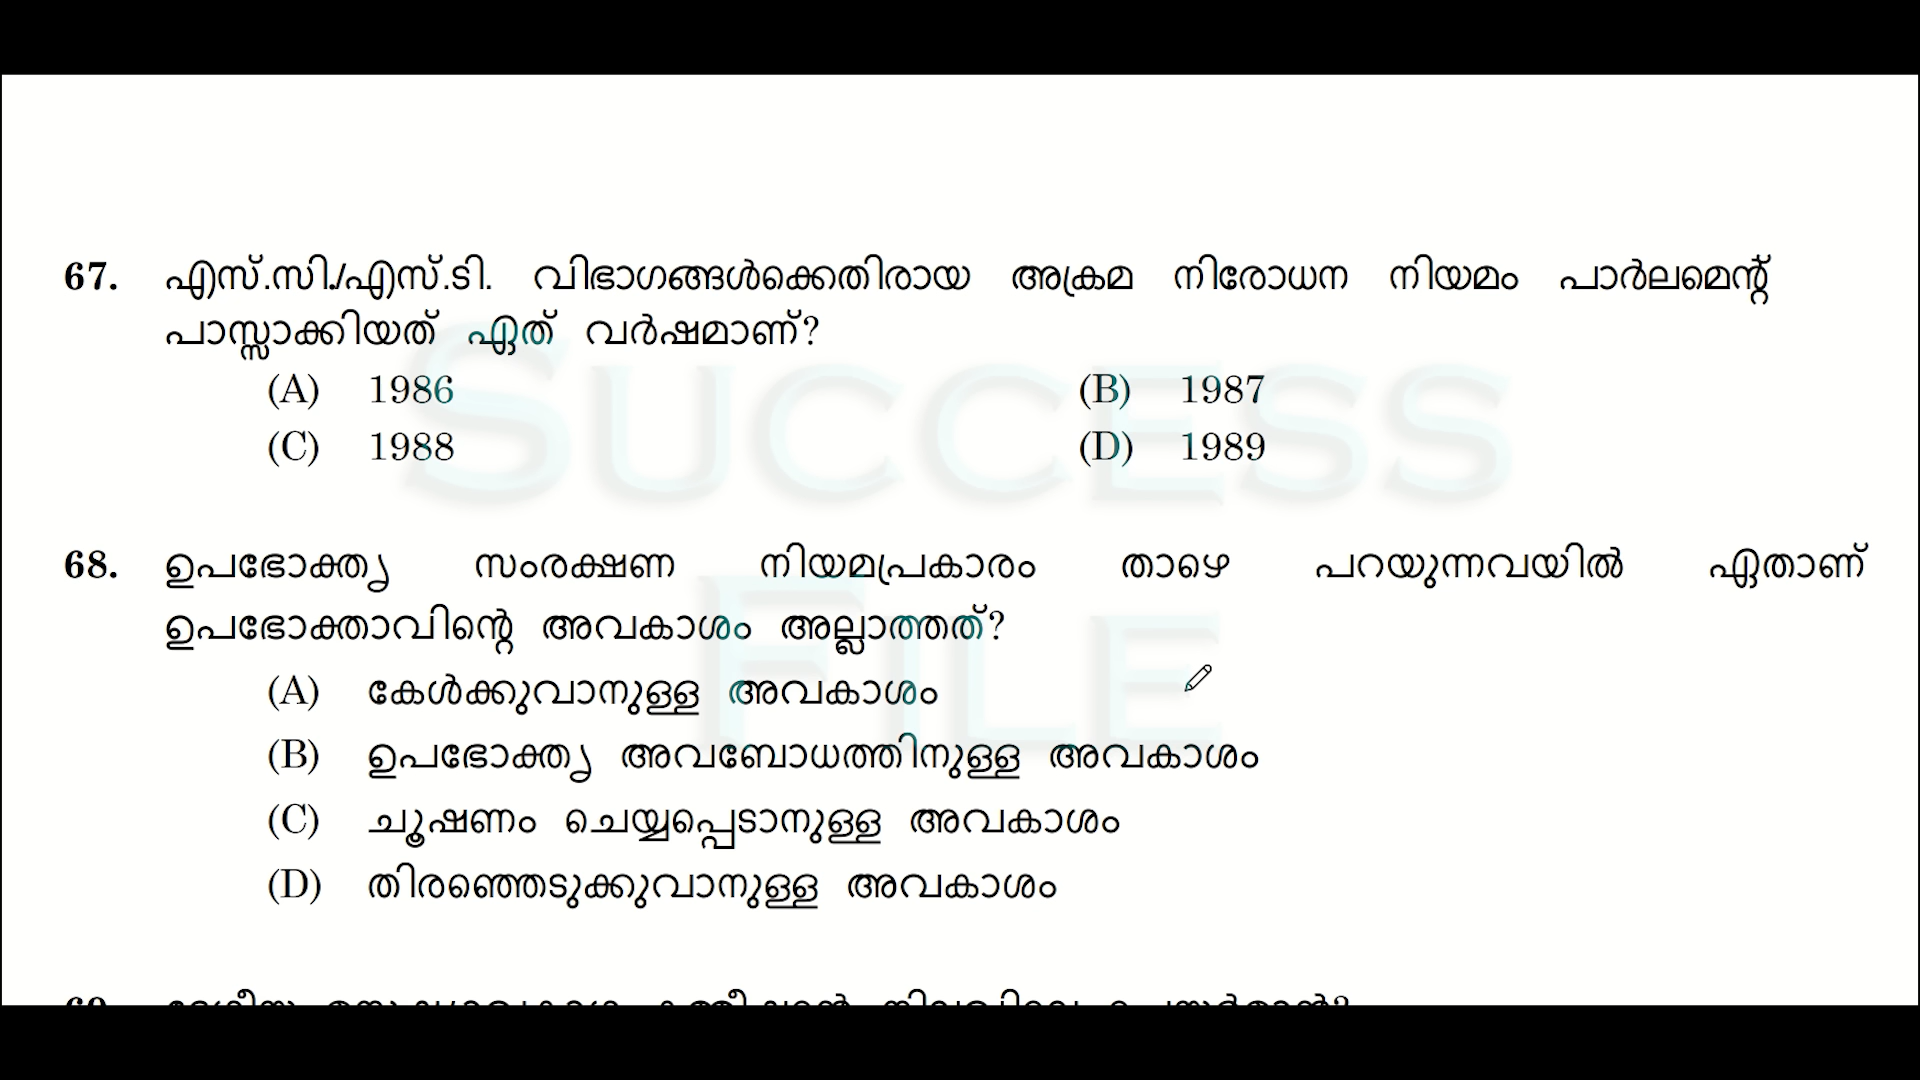 67. എസ്.സി./എസ്.ടി. വിഭാഗങ്ങൾക്കെതിരായ അക്രമ നിരോധന നിയമം പാർലമെന്റ്
പാസ്സാക്കിയത് ഏത് വർഷമാണ്?
(A) 1986 (B) 1987
(C) 1988 (D) 1989
68. ഉപഭോക്തൃ സംരക്ഷണ നിയമപ്രകാരം താഴെ പറയുന്നവയിൽ ഏതാണ്
ഉപഭോക്താവിന്റെ അവകാശം അല്ലാത്തത്?
(A) കേൾക്കുവാനുള്ള അവകാശം
(B) ഉപഭോക്തൃ അവബോധത്തിനുള്ള അവകാശം
(C) ചൂഷണം ചെയ്യപ്പെടാനുള്ള അവകാശം
(D) തിരഞ്ഞെടുക്കുവാനുള്ള അവകാശം
SUCCESS
FILE